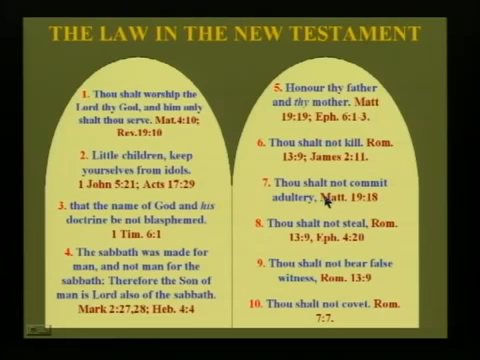 THE LAW IN THE NEW TESTAMENT
1. Thou shalt worship the
Lord thy God, and him only
shalt thou serve. Mat.4:10;
Rev.19:10
2. Little children, keep
yourselves from idols.
1 John 5:21; Acts 17:29
3. that the name of God and his
doctrine be not blasphemed.
1 Tim. 6:1
4. The sabbath was made for
man, and not man for the
sabbath: Therefore the Son of
man is Lord also of the sabbath.
Mark 2:27,28; Heb. 4:4
5. Honour thy father
and thy mother. Matt
19:19; Eph. 6:1-3.
6. Thou shalt not kill. Rom.
13:9; James 2:11.
7. Thou shalt not commit
adultery, Matt. 19:18
8. Thou shalt not steal, Rom.
13:9, Eph. 4:20
9. Thou shalt not bear false
witness, Rom. 13:9
10. Thou shalt not covet. Rom.
7:7.